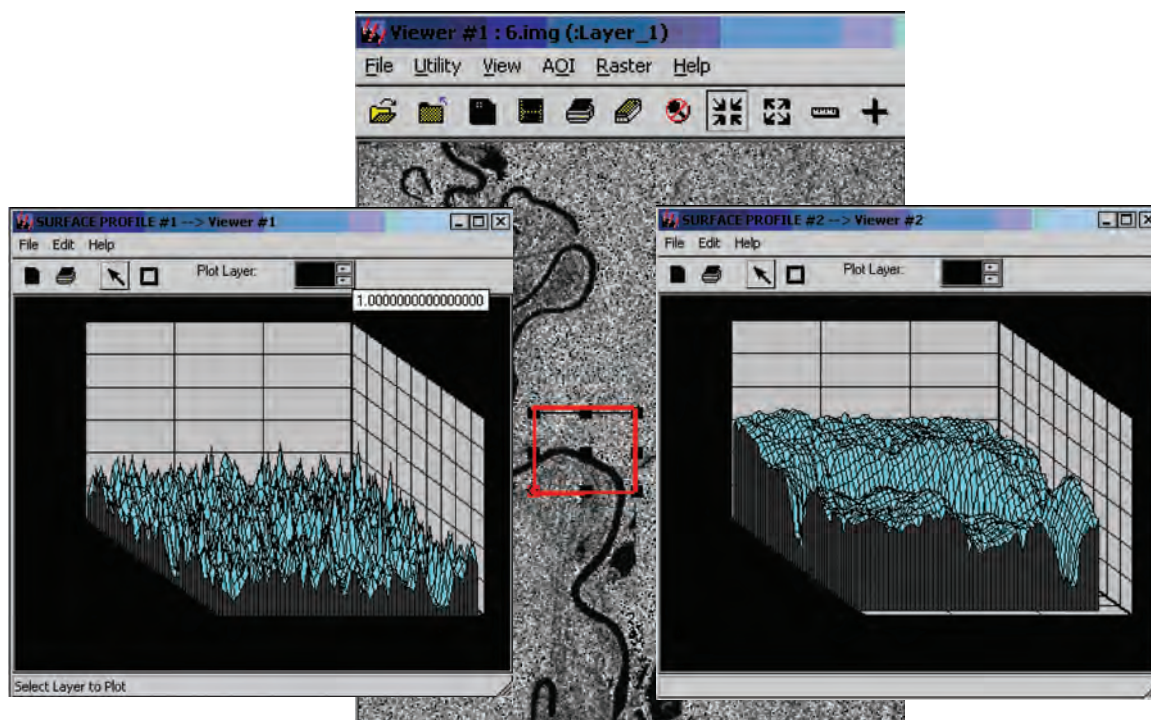 Viewer #1 : 6.img (:Layer_1)
File Utility View AOI Raster Help
SURFACE PROFILE #1 --> Viewer #1
File Edit Help
Plot Layer:
1.0000000000000000
Select Layer to Plot
SURFACE PROFILE #2 --> Viewer #2
File Edit Help
Plot Layer: